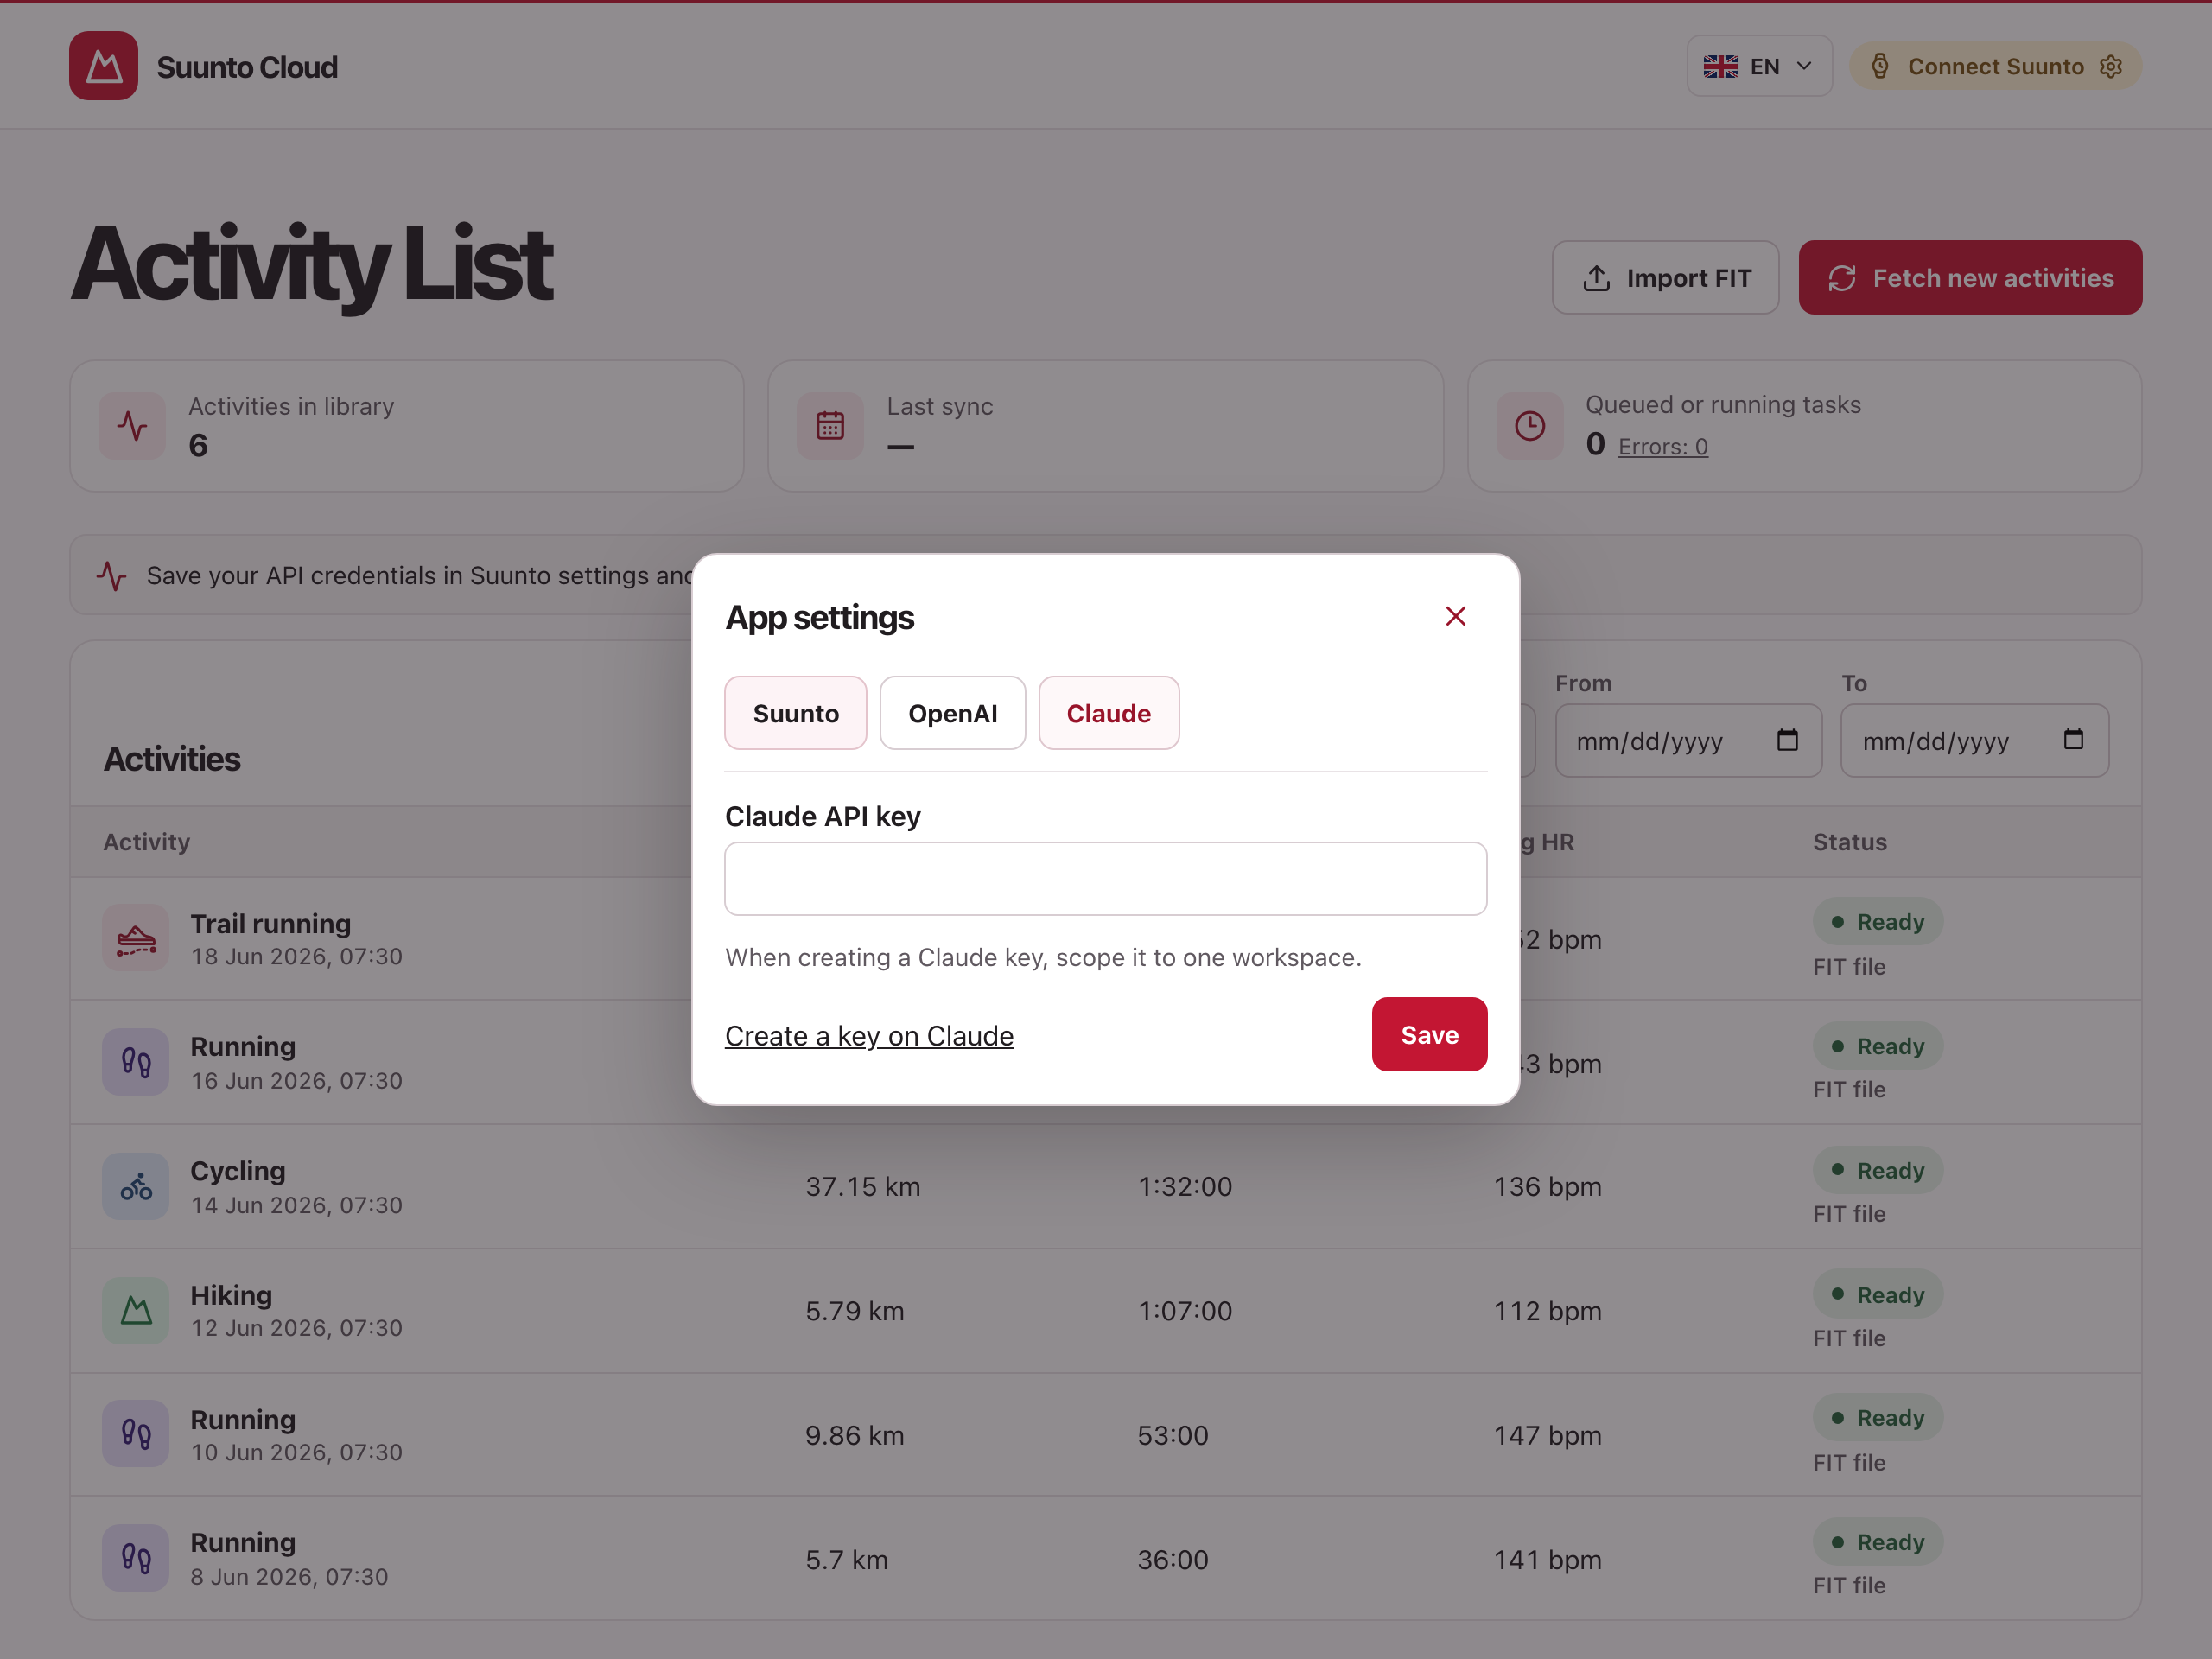 Suunto Cloud
EN
Connect Suunto
Activity List
Import FIT
Fetch new activities
Activities in library
6
Last sync
—
Queued or running tasks
0 Errors: 0
Save your API credentials in Suunto settings
App settings
Suunto
OpenAI
Claude
Claude API key
When creating a Claude key, scope it to one workspace.
Create a key on Claude
Save
Activities
From
To
mm/dd/yyyy
mm/dd/yyyy
Activity
HR
Status
Trail running
18 Jun 2026, 07:30
bpm
Ready
FIT file
Running
16 Jun 2026, 07:30
bpm
Ready
FIT file
Cycling
14 Jun 2026, 07:30
37.15 km
1:32:00
136 bpm
Ready
FIT file
Hiking
12 Jun 2026, 07:30
5.79 km
1:07:00
112 bpm
Ready
FIT file
Running
10 Jun 2026, 07:30
9.86 km
53:00
147 bpm
Ready
FIT file
Running
8 Jun 2026, 07:30
5.7 km
36:00
141 bpm
Ready
FIT file